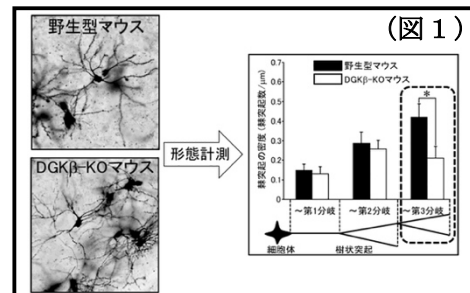 (図1)
野生型マウス
DGKβ-KOマウス
形態計測
棘突起の密度(棘突起数/μm)
0.7
0.6
0.5
0.4
0.3
0.2
0.1
0
野生型マウス
DGKβ-KOマウス
*
~第1分岐
~第2分岐
~第3分岐
細胞体
樹状突起